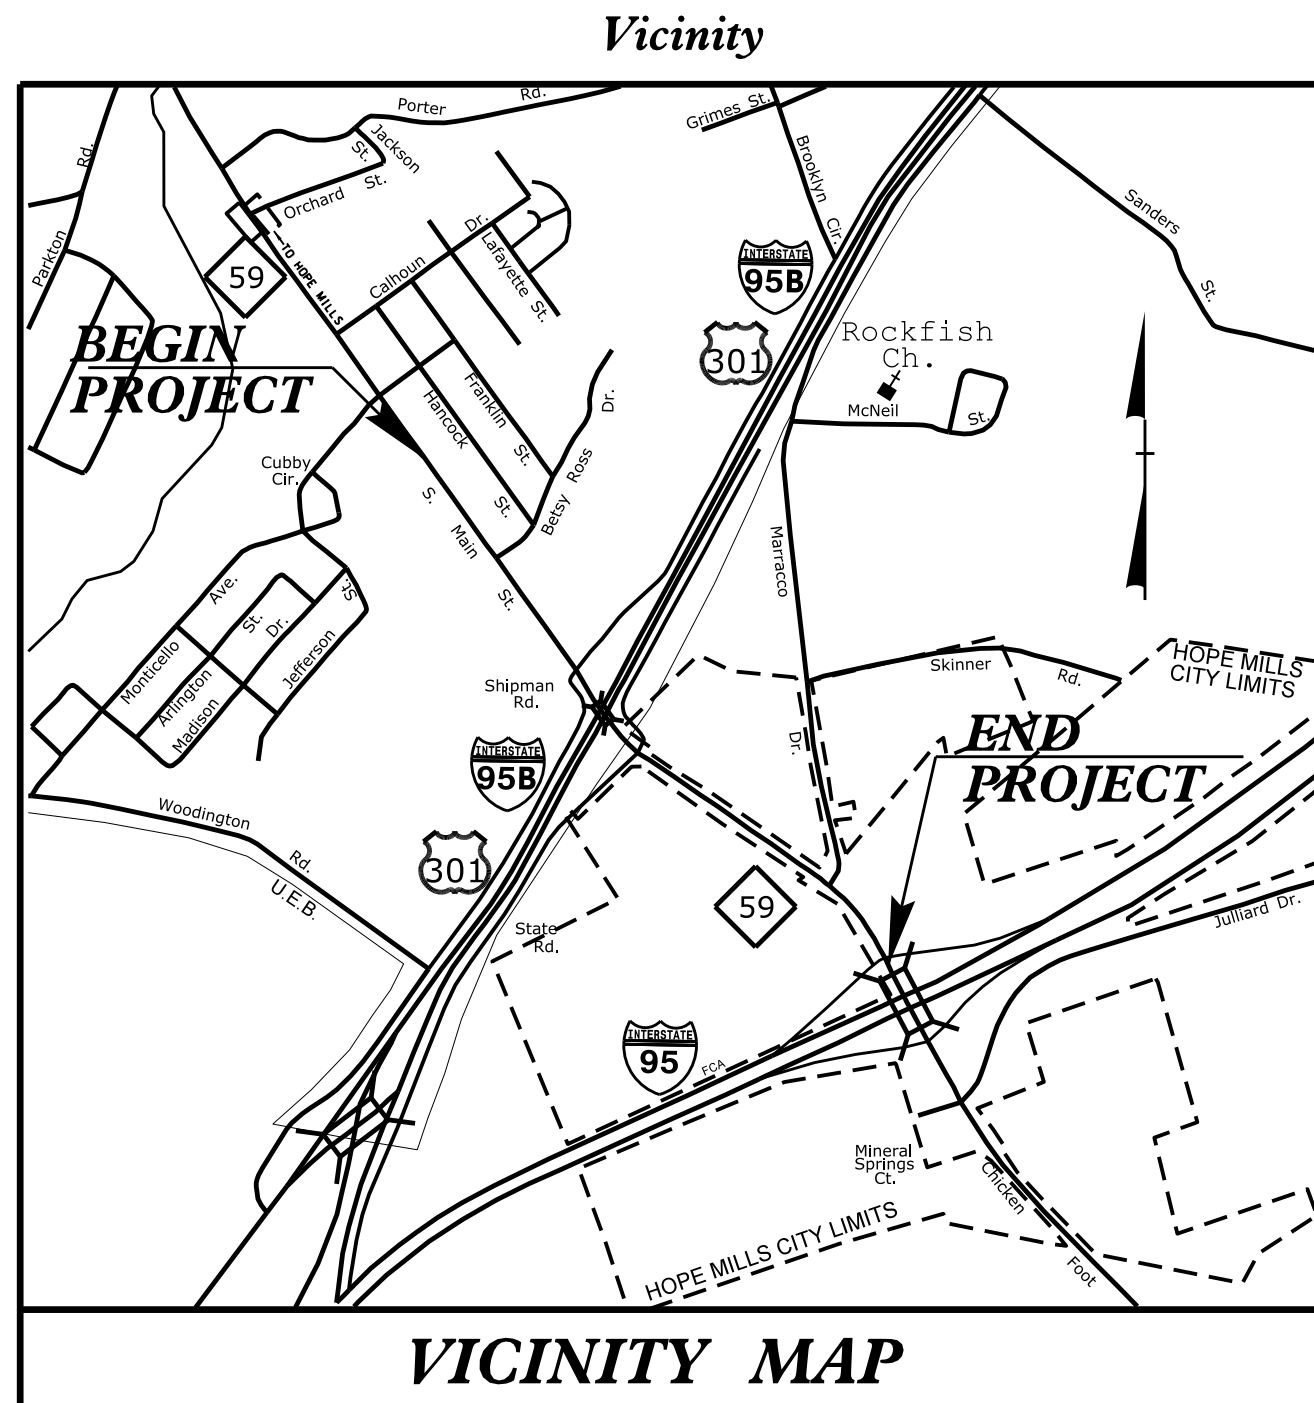 Vicinity
Porter Rd.
Grimes St.
Rd.
Jackson
St.
Brooklyn Cir.
Orchard St.
Sanders
St.
Parkton
Dr.
Lafayette St.
TO HOPE MILLS
59
Calhoun
INTERSTATE
95B
301
Rockfish
Ch.
BEGIN
PROJECT
McNeil
St.
Franklin
St.
Hancock
St.
Dr.
Betsy Ross
Cubby
Cir.
S.
Main
St.
Marracco
Dr.
Ave.
St.
Dr.
St.
Monticello
Arlington
Madison
Jefferson
Skinner
Rd.
HOPE MILLS
CITY LIMITS
Shipman
Rd.
END
PROJECT
INTERSTATE
95B
301
Woodington
Rd.
U.E.B.
59
State
Rd.
Julliard Dr.
INTERSTATE
95
FCA
Mineral
Springs
Ct.
Chicken
Foot
HOPE MILLS CITY LIMITS
VICINITY MAP